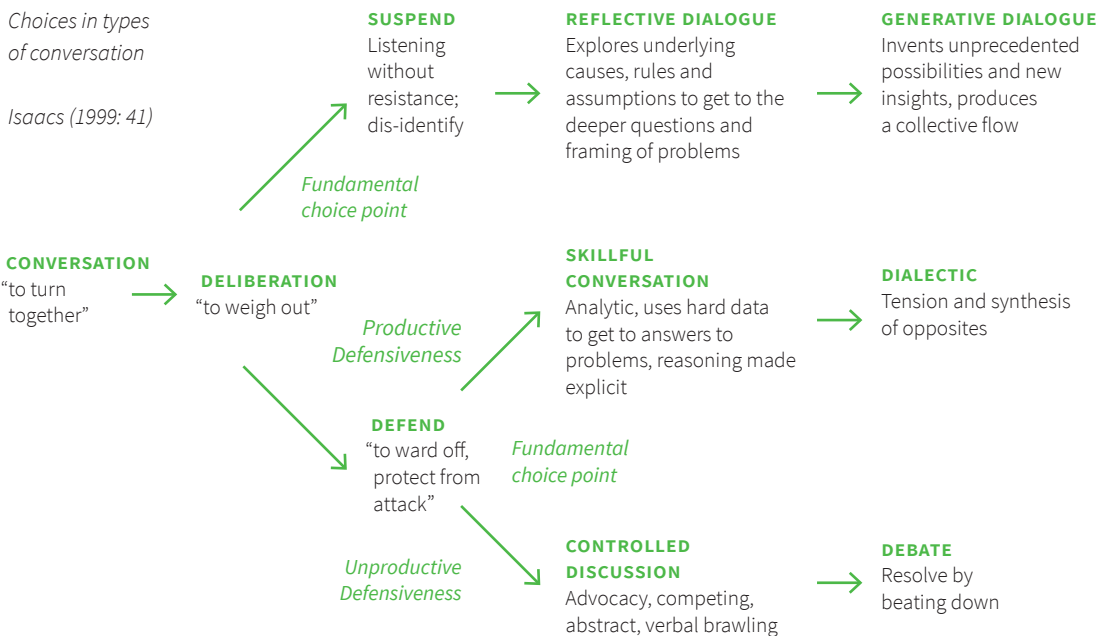 Choices in types
of conversation
Isaacs (1999: 41)
SUSPEND
Listening
without
resistance;
dis-identify
REFLECTIVE DIALOGUE
Explores underlying
causes, rules and
assumptions to get to the
deeper questions and
framing of problems
GENERATIVE DIALOGUE
Invents unprecedented
possibilities and new
insights, produces
a collective flow
Fundamental
choice point
CONVERSATION
“to turn
together”
DELIBERATION
“to weigh out”
Productive
Defensiveness
SKILLFUL
CONVERSATION
Analytic, uses hard data
to get to answers to
problems, reasoning made
explicit
DIALECTIC
Tension and synthesis
of opposites
DEFEND
“to ward off,
protect from
attack”
Fundamental
choice point
Unproductive
Defensiveness
CONTROLLED
DISCUSSION
Advocacy, competing,
abstract, verbal brawling
DEBATE
Resolve by
beating down